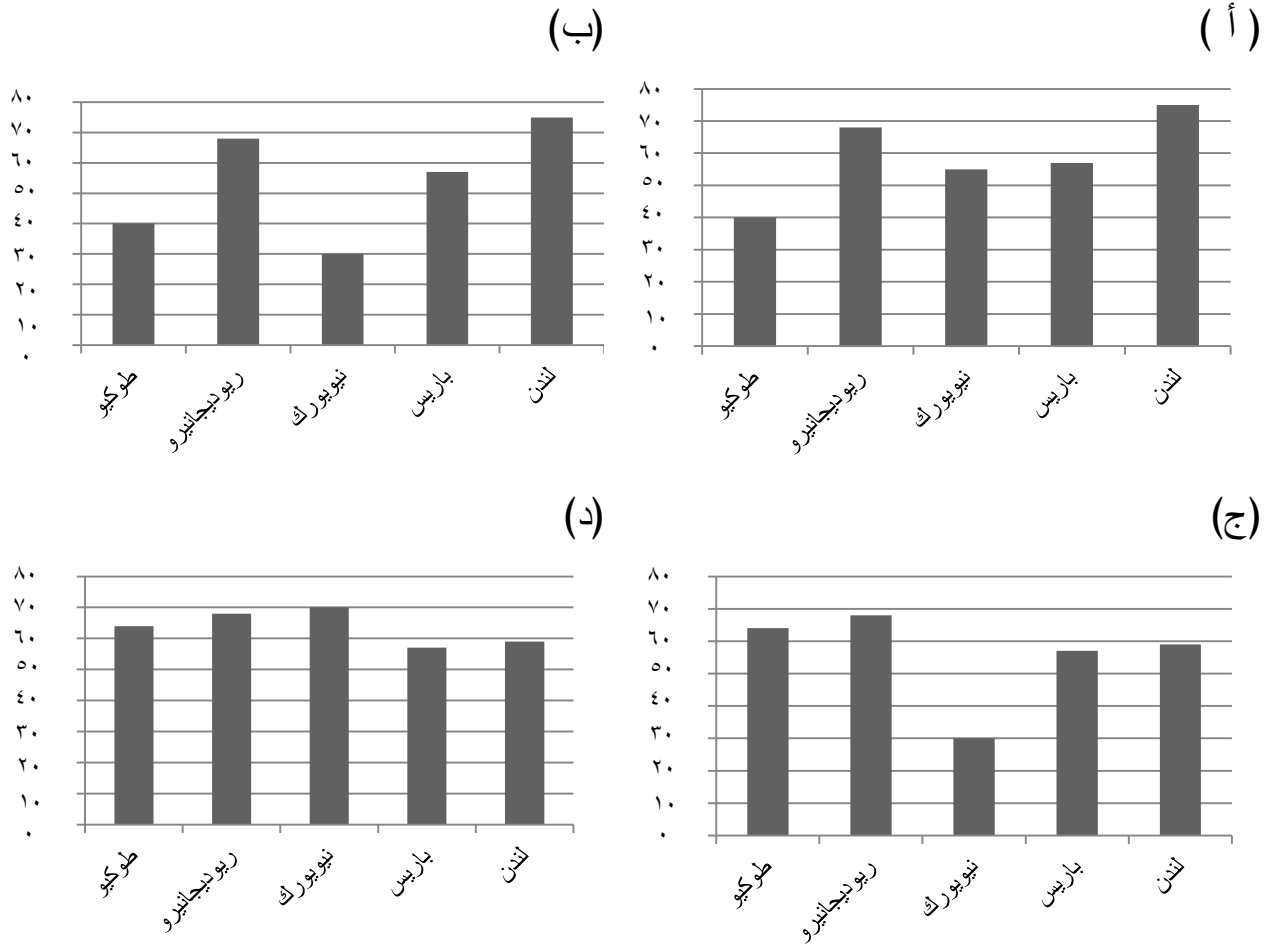 ( أ )
٨٠
٧٠
٦٠
٥٠
٤٠
٣٠
٢٠
١٠
٠
طوكيو
ريوديجانيرو
نيويورك
باريس
لندن
(ب)
٨٠
٧٠
٦٠
٥٠
٤٠
٣٠
٢٠
١٠
٠
طوكيو
ريوديجانيرو
نيويورك
باريس
لندن
(ج)
٨٠
٧٠
٦٠
٥٠
٤٠
٣٠
٢٠
١٠
٠
طوكيو
ريوديجانيرو
نيويورك
باريس
لندن
(د)
٨٠
٧٠
٦٠
٥٠
٤٠
٣٠
٢٠
١٠
٠
طوكيو
ريوديجانيرو
نيويورك
باريس
لندن